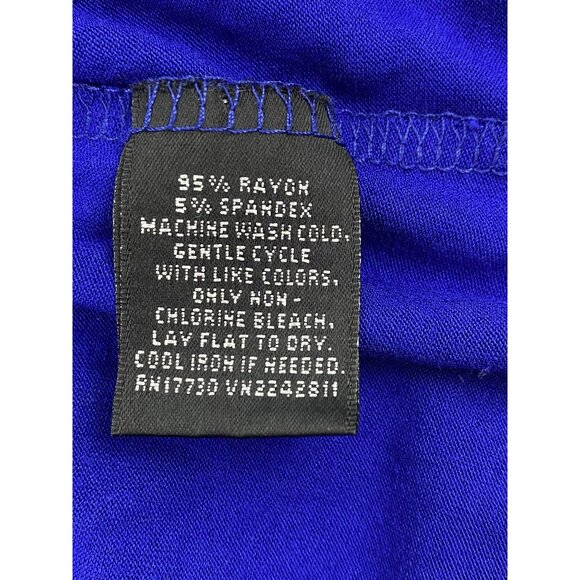 95% RAYON
5% SPANDEX
MACHINE WASH COLD.
GENTLE CYCLE
WITH LIKE COLORS,
ONLY NON-
CHLORINE BLEACH,
LAY FLAT TO DRY.
COOL IRON IF NEEDED.
RN17730 VN2242811